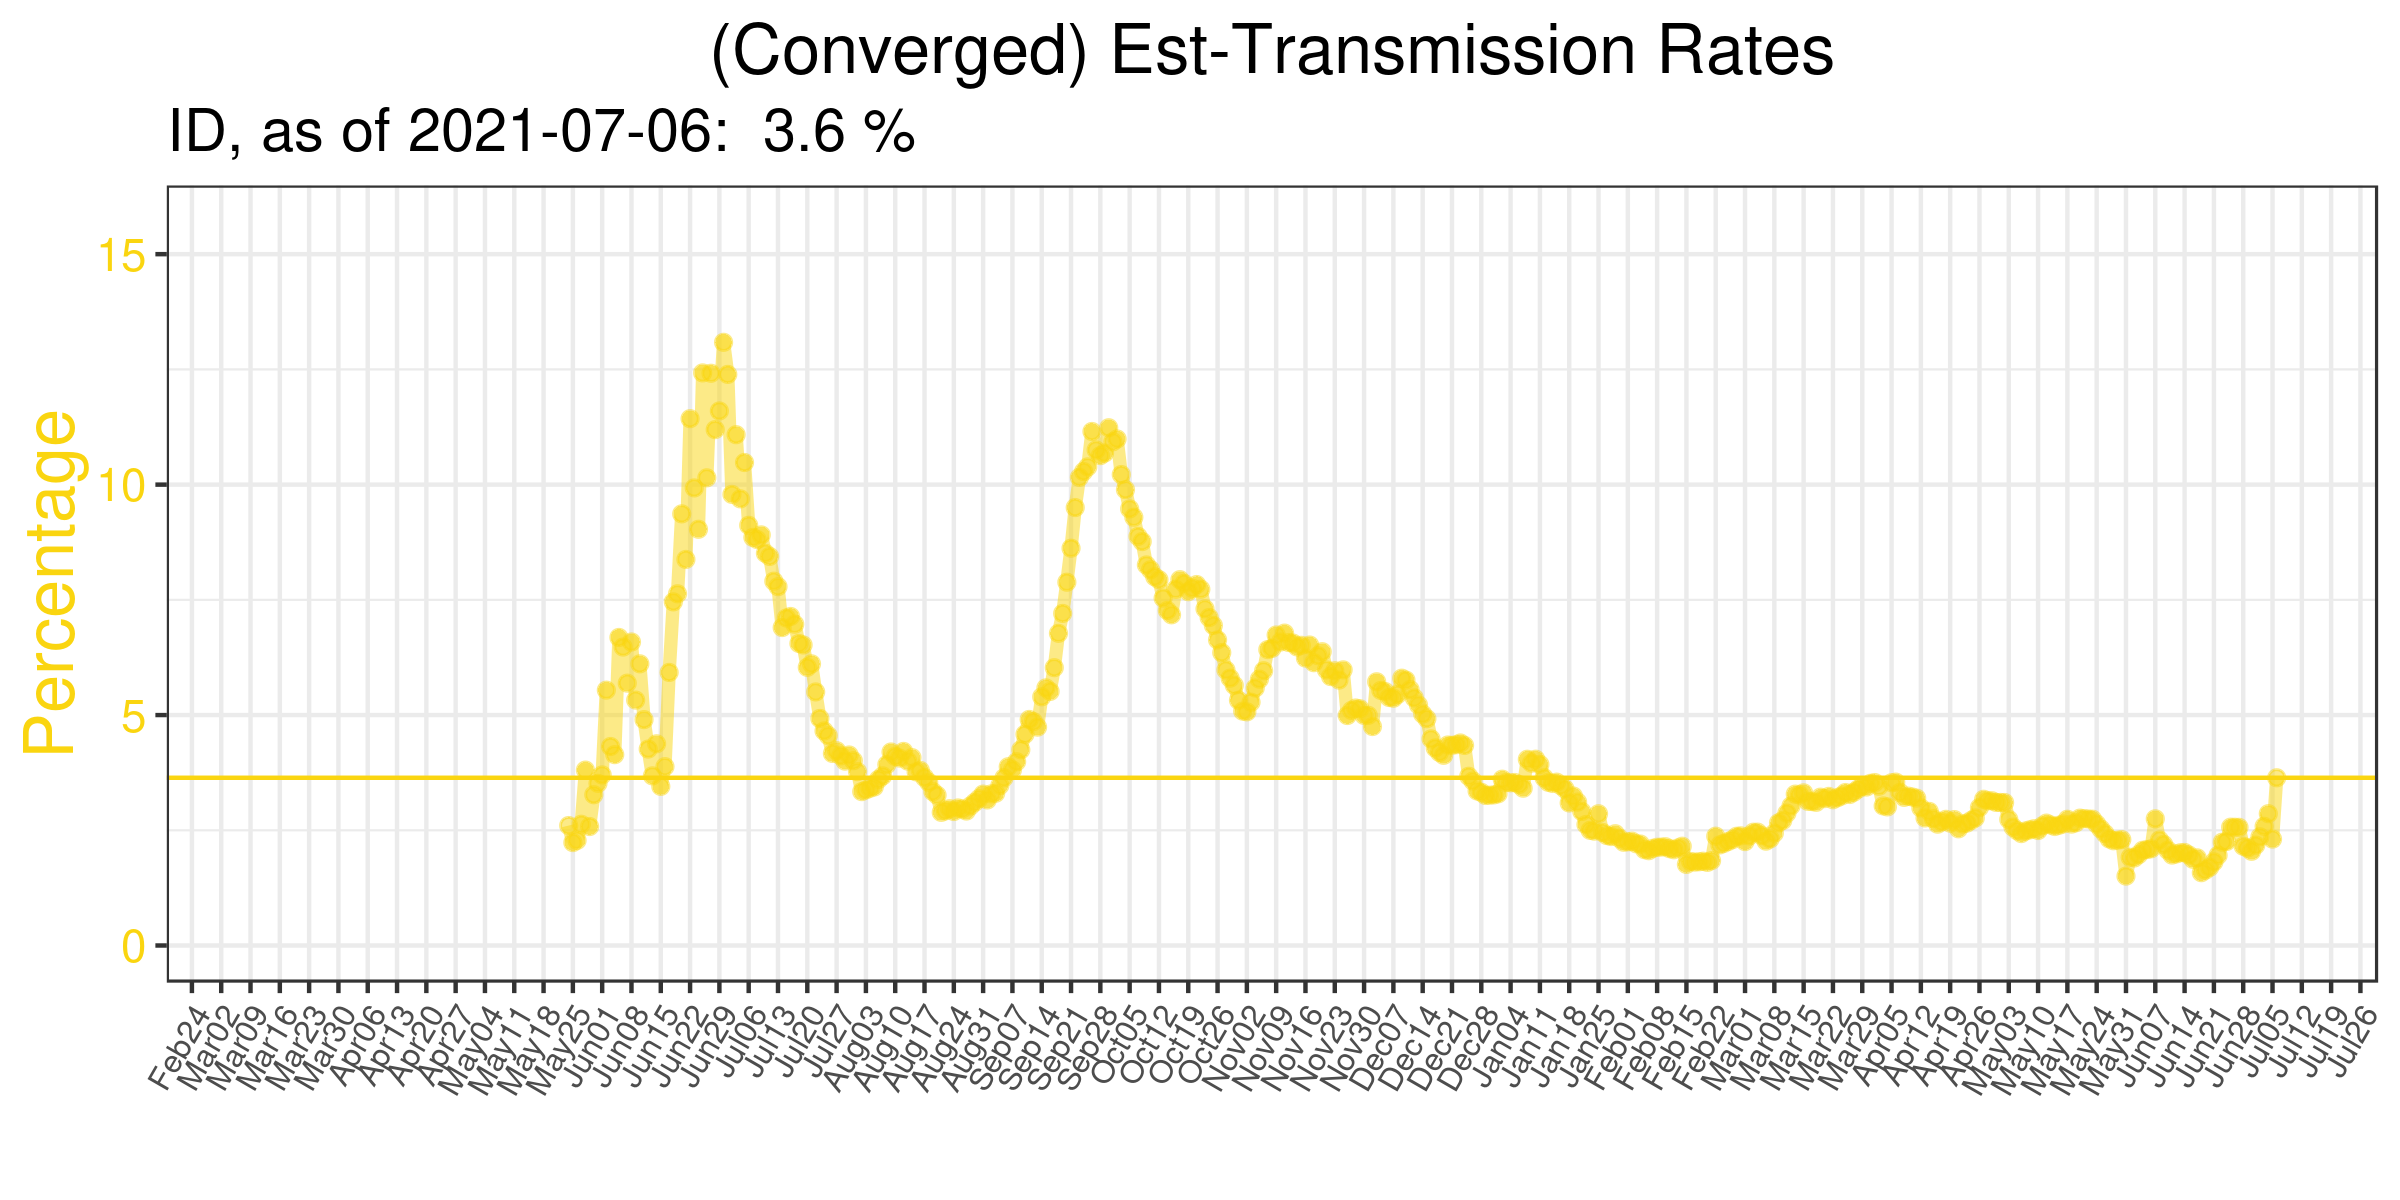 (Converged) Est-Transmission Rates
ID, as of 2021-07-06:  3.6 %
Percentage
15
10
5
0
Feb24
Mar02
Mar09
Mar16
Mar23
Mar30
Apr06
Apr13
Apr20
Apr27
May04
May11
May18
May25
Jun01
Jun08
Jun15
Jun22
Jun29
Jul06
Jul13
Jul20
Jul27
Aug03
Aug10
Aug17
Aug24
Aug31
Sep07
Sep14
Sep21
Sep28
Oct05
Oct12
Oct19
Oct26
Nov02
Nov09
Nov16
Nov23
Nov30
Dec07
Dec14
Dec21
Dec28
Jan04
Jan11
Jan18
Jan25
Feb01
Feb08
Feb15
Feb22
Mar01
Mar08
Mar15
Mar22
Mar29
Apr05
Apr12
Apr19
Apr26
May03
May10
May17
May24
May31
Jun07
Jun14
Jun21
Jun28
Jul05
Jul12
Jul19
Jul26